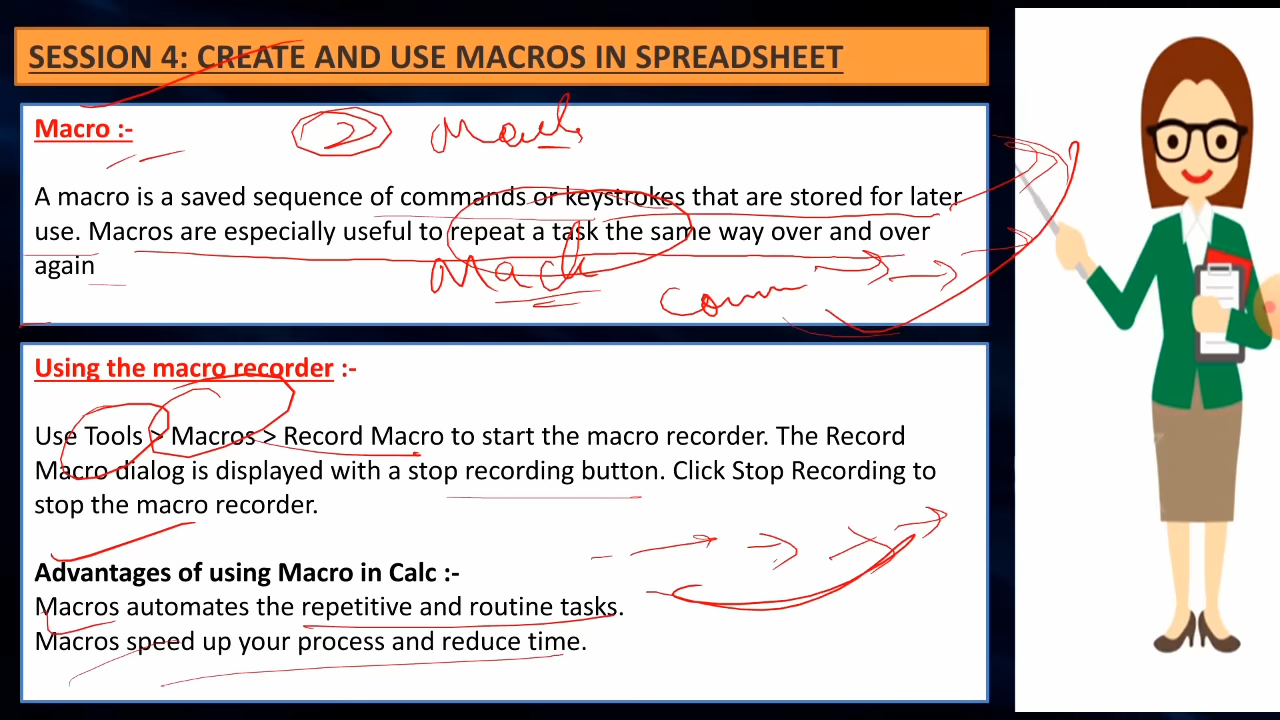 SESSION 4: CREATE AND USE MACROS IN SPREADSHEET
Macro :-
2
A macro is a saved sequence of commands or keystrokes that are stored for later
use. Macros are especially useful to repeat a task the same way over and over
again
Using the macro recorder :-
Use Tools > Macros > Record Macro to start the macro recorder. The Record
Macro dialog is displayed with a stop recording button. Click Stop Recording to
stop the macro recorder.
Advantages of using Macro in Calc :-
Macros automates the repetitive and routine tasks.
Macros speed up your process and reduce time.